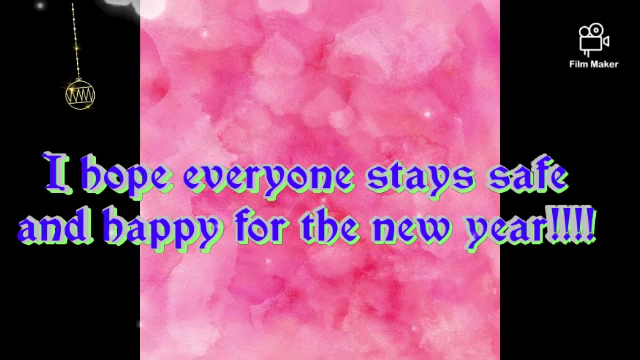 Film Maker
I hope everyone stays safe
and happy for the new year!!!!